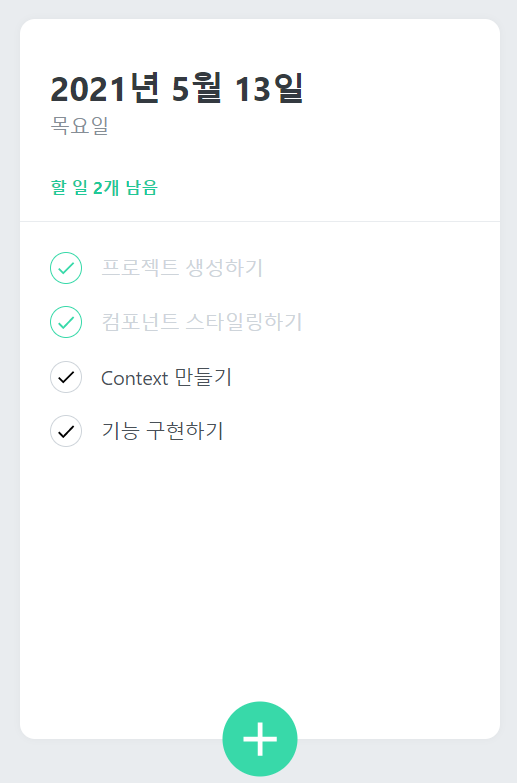 2021년 5월 13일
목요일
할 일 2개 남음
프로젝트 생성하기
컴포넌트 스타일링하기
Context 만들기
기능 구현하기